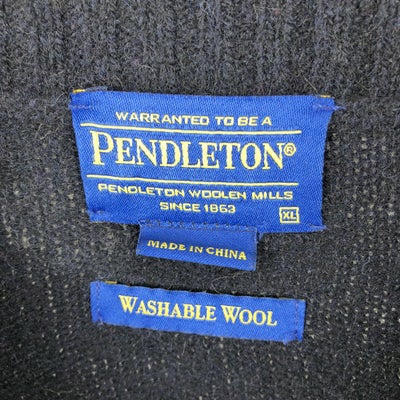 WARRANTED TO BE A
PENDLETON®
PENDLETON WOOLEN MILLS
SINCE 1863
XL
MADE IN CHINA
WASHABLE WOOL